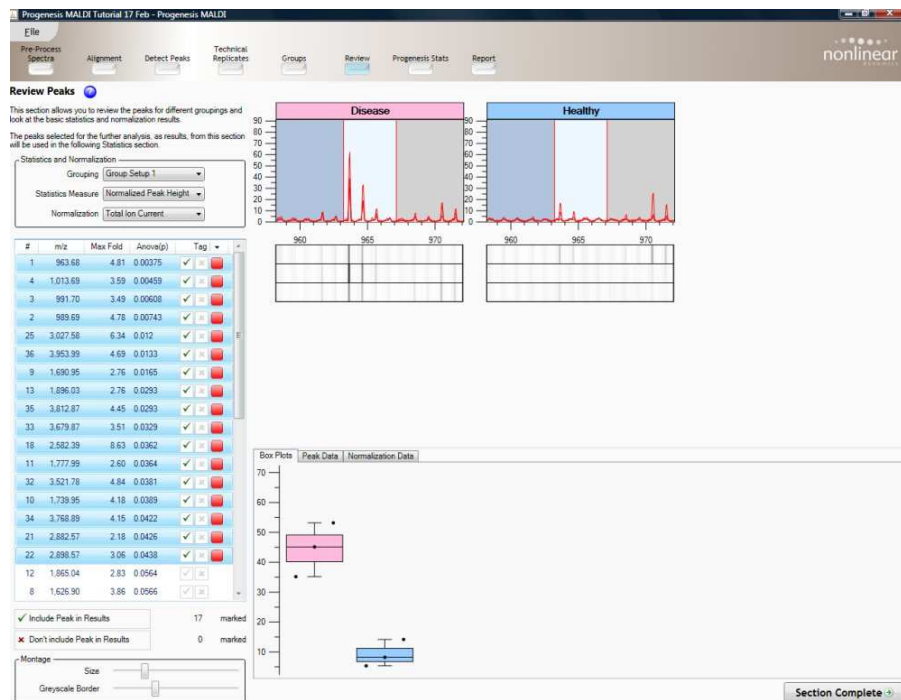 Progenesis MALDI Tutorial 17 Feb - Progenesis MALDI
File
Pre-Process Spectra
Alignment
Detect Peaks
Technical Replicates
Groups
Review
Progenesis Stats
Report
nonlinear
DYNAMICS
Review Peaks
This section allows you to review the peaks for different groupings and
look at the basic statistics and normalization results.
The peaks selected for the further analysis, as results, from this section
will be used in the following Statistics section.
Statistics and Normalization
Grouping Group Setup 1
Statistics Measure Normalized Peak Height
Normalization Total Ion Current
# m/z Max Fold Anova(p) Tag
1 963.68 4.81 0.00375
4 1,013.69 3.59 0.00459
3 991.70 3.49 0.00608
2 989.69 4.78 0.00743
25 3,027.58 6.34 0.012
36 3,953.99 4.69 0.0133
9 1,690.95 2.76 0.0165
13 1,896.03 2.76 0.0293
35 3,812.87 4.45 0.0293
33 3,679.87 3.51 0.0329
18 2,582.39 8.63 0.0362
11 1,777.99 2.60 0.0364
32 3,521.78 4.84 0.0381
10 1,739.95 4.18 0.0389
34 3,768.89 4.15 0.0422
21 2,882.57 2.18 0.0426
22 2,898.57 3.06 0.0438
12 1,865.04 2.83 0.0564
8 1,626.90 3.86 0.0566
Include Peak in Results 17 marked
Don't include Peak in Results 0 marked
Montage
Size
Greyscale Border
Disease
90
80
70
60
50
40
30
20
10
0
960 965 970
Healthy
90
80
70
60
50
40
30
20
10
0
960 965 970
Box Plots Peak Data Normalization Data
70
60
50
40
30
20
10
Section Complete